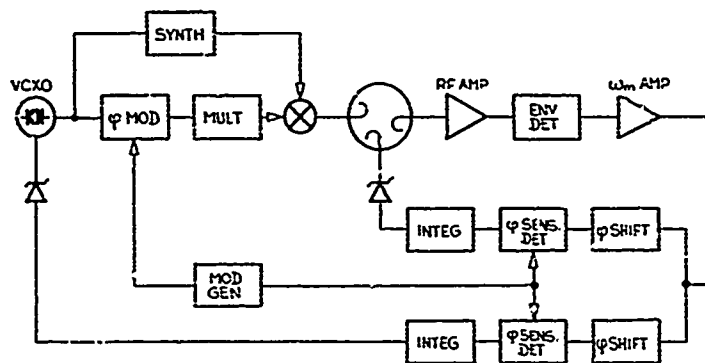 SYNTH
VCXO
φ MOD
MULT
RF AMP
ENV
DET
ωm AMP
INTEG
φ SENS.
DET
φ SHIFT
MOD
GEN
INTEG
φ SENS.
DET
φ SHIFT